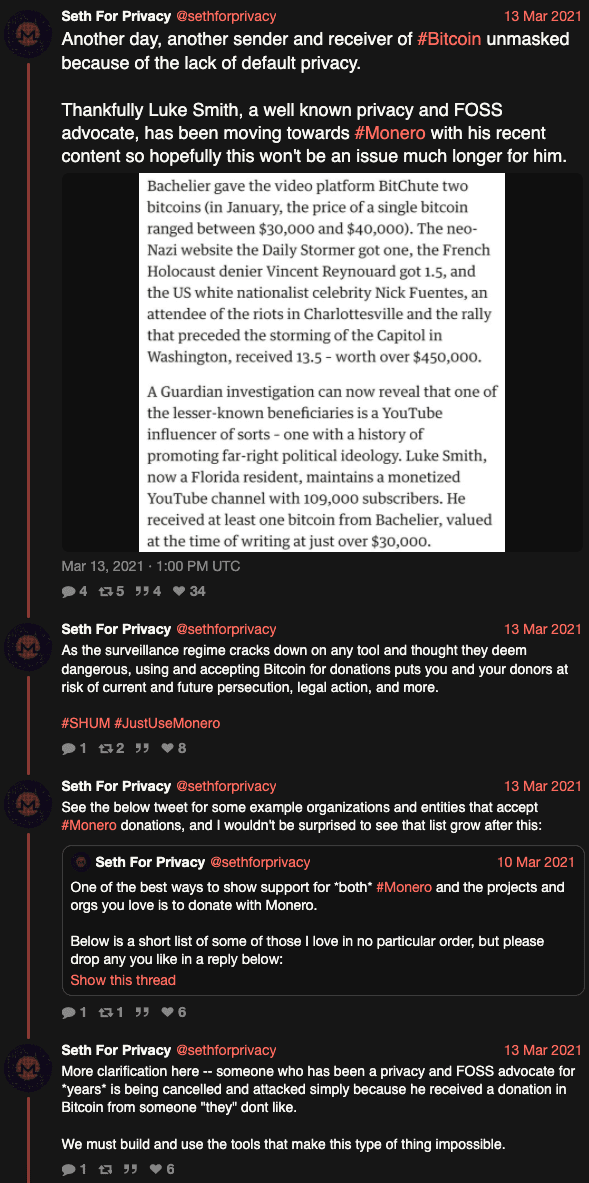 Seth For Privacy @sethforprivacy 13 Mar 2021
Another day, another sender and receiver of #Bitcoin unmasked
because of the lack of default privacy.
Thankfully Luke Smith, a well known privacy and FOSS
advocate, has been moving towards #Monero with his recent
content so hopefully this won't be an issue much longer for him.
Bachelier gave the video platform BitChute two
bitcoins (in January, the price of a single bitcoin
ranged between $30,000 and $40,000). The neo-
Nazi website the Daily Stormer got one, the French
Holocaust denier Vincent Reynouard got 1.5, and
the US white nationalist celebrity Nick Fuentes, an
attendee of the riots in Charlottesville and the rally
that preceded the storming of the Capitol in
Washington, received 13.5 – worth over $450,000.
A Guardian investigation can now reveal that one of
the lesser-known beneficiaries is a YouTube
influencer of sorts – one with a history of
promoting far-right political ideology. Luke Smith,
now a Florida resident, maintains a monetized
YouTube channel with 109,000 subscribers. He
received at least one bitcoin from Bachelier, valued
at the time of writing at just over $30,000.
Mar 13, 2021 · 1:00 PM UTC
4 5 4 34
Seth For Privacy @sethforprivacy 13 Mar 2021
As the surveillance regime cracks down on any tool and thought they deem
dangerous, using and accepting Bitcoin for donations puts you and your donors at
risk of current and future persecution, legal action, and more.
#SHUM #JustUseMonero
1 2 8
Seth For Privacy @sethforprivacy 13 Mar 2021
See the below tweet for some example organizations and entities that accept
#Monero donations, and I wouldn't be surprised to see that list grow after this:
Seth For Privacy @sethforprivacy 10 Mar 2021
One of the best ways to show support for *both* #Monero and the projects and
orgs you love is to donate with Monero.
Below is a short list of some of those I love in no particular order, but please
drop any you like in a reply below:
Show this thread
1 1 6
Seth For Privacy @sethforprivacy 13 Mar 2021
More clarification here -- someone who has been a privacy and FOSS advocate for
*years* is being cancelled and attacked simply because he received a donation in
Bitcoin from someone "they" dont like.
We must build and use the tools that make this type of thing impossible.
1 6